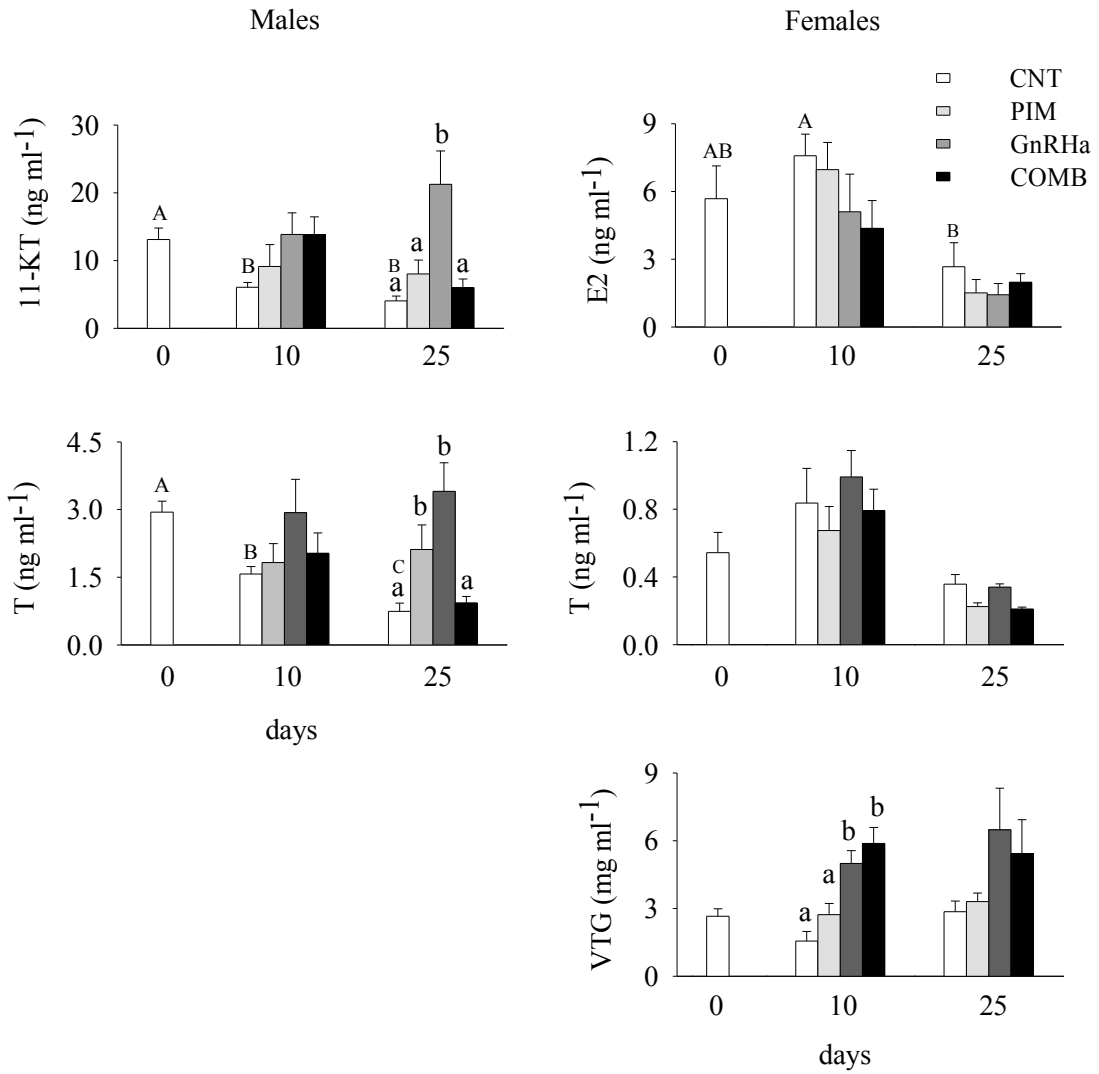 Males
Females
CNT
PIM
GnRHa
COMB
11-KT (ng ml-1)
30
20
10
0
A
B
B
a
a
b
a
0
10
25
E2 (ng ml-1)
9
6
3
0
AB
A
B
0
10
25
T (ng ml-1)
4.5
3.0
1.5
0.0
A
B
C
a
b
b
a
0
10
25
days
T (ng ml-1)
1.2
0.8
0.4
0.0
0
10
25
VTG (mg ml-1)
9
6
3
0
a
a
b
b
0
10
25
days